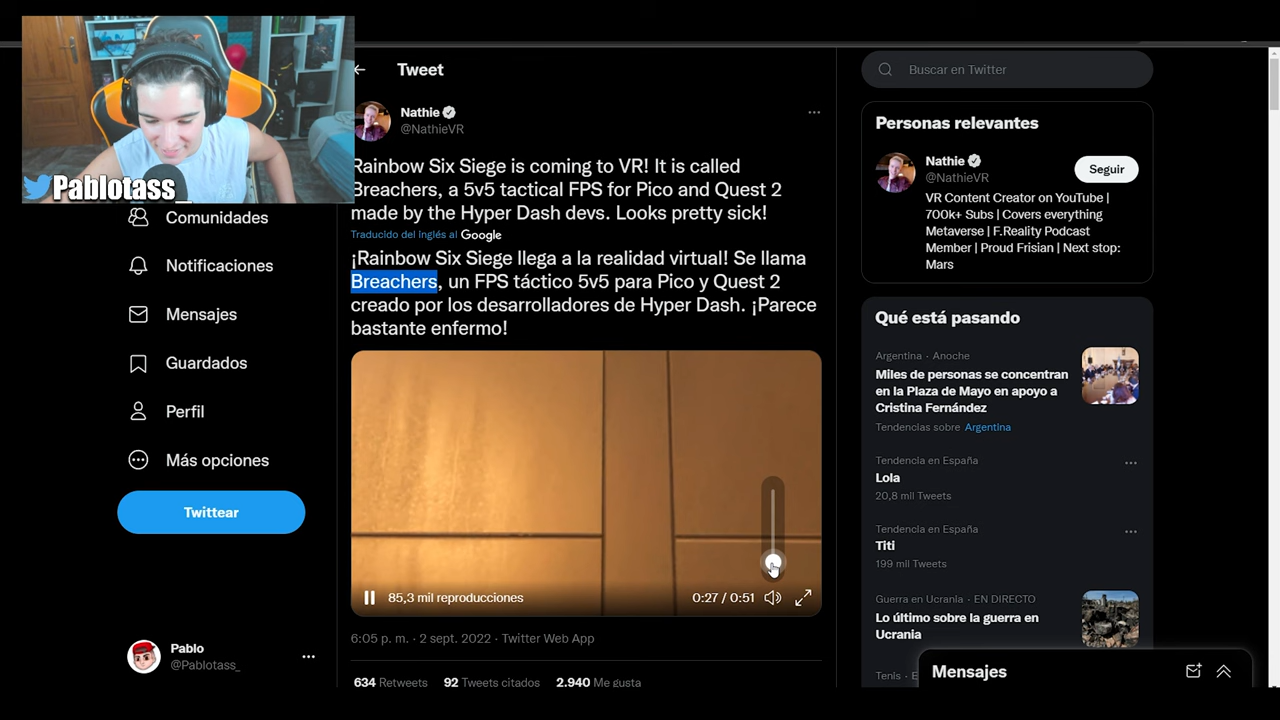 Pablotass_
Comunidades
Notificaciones
Mensajes
Guardados
Perfil
Más opciones
Twittear
Pablo
@Pablotass_
Tweet
Nathie
@NathieVR
Rainbow Six Siege is coming to VR! It is called
Breachers, a 5v5 tactical FPS for Pico and Quest 2
made by the Hyper Dash devs. Looks pretty sick!
Traducido del inglés al Google
¡Rainbow Six Siege llega a la realidad virtual! Se llama
Breachers, un FPS táctico 5v5 para Pico y Quest 2
creado por los desarrolladores de Hyper Dash. ¡Parece
bastante enfermo!
85,3 mil reproducciones
0:27 / 0:51
6:05 p. m. · 2 sept. 2022 · Twitter Web App
634 Retweets 92 Tweets citados 2.940 Me gusta
Buscar en Twitter
Personas relevantes
Nathie
@NathieVR
Seguir
VR Content Creator on YouTube |
700k+ Subs | Covers everything
Metaverse | F.Reality Podcast
Member | Proud Frisian | Next stop:
Mars
Qué está pasando
Argentina · Anoche
Miles de personas se concentran
en la Plaza de Mayo en apoyo a
Cristina Fernández
Tendencias sobre Argentina
Tendencia en España
Lola
20,8 mil Tweets
Tendencia en España
Titi
199 mil Tweets
Guerra en Ucrania · EN DIRECTO
Lo último sobre la guerra en
Ucrania
Tenis
Mensajes